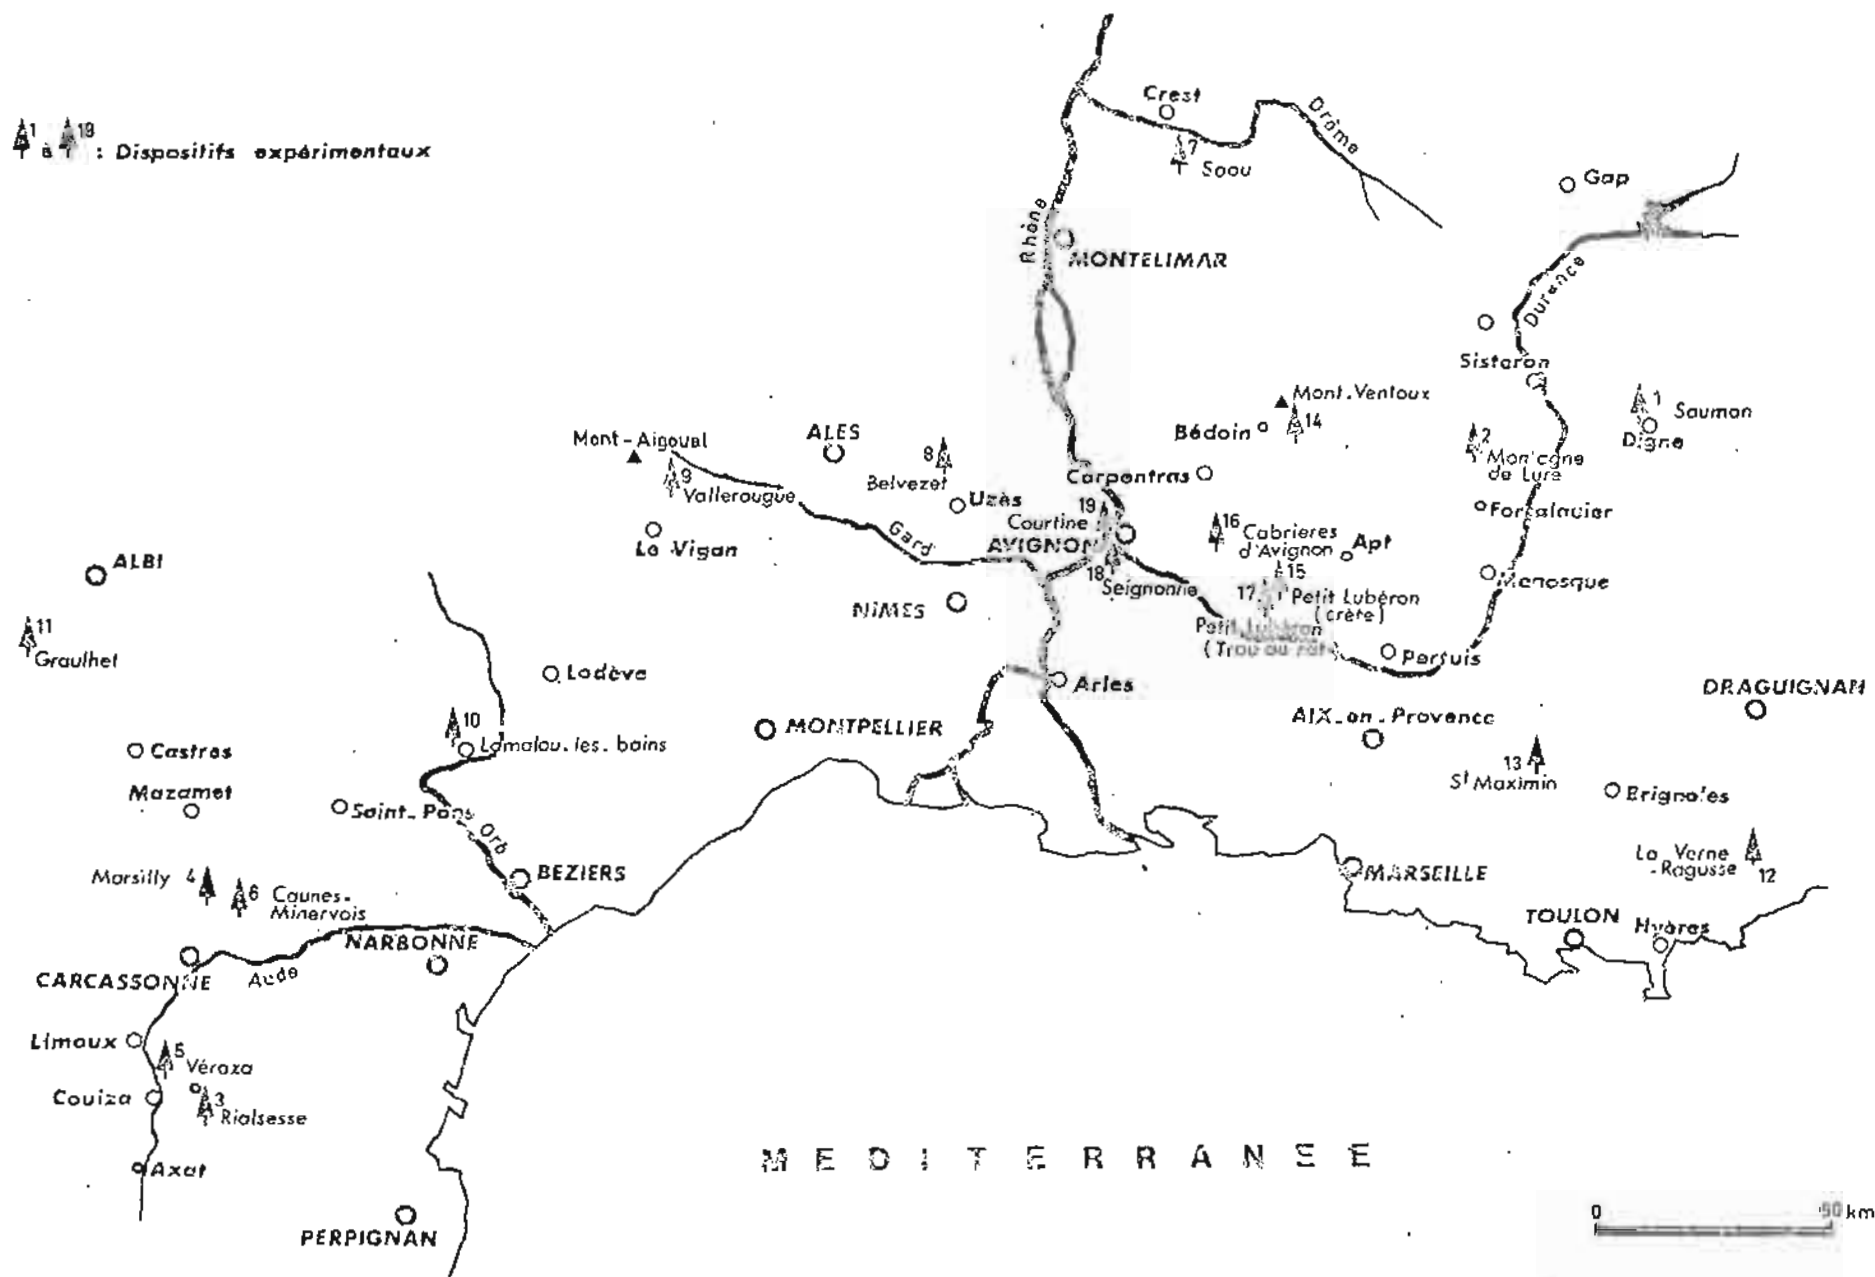 1 à 19 : Dispositifs expérimentaux
Crest
Drôme
7
Saou
Gap
Rhône
MONTELIMAR
Durance
Sisteron
Mont-Ventoux
14
Bédoin
1
Saumon
Digne
2
de Lure
Mont-Aigoual
ALES
8
Belvezet
9
Vallerougue
Uzès
Carpentras
19
Courtine
AVIGNON
16
Cabrieres
d'Avignon
Apt
Le Vigan
Gard
18
Seignonne
15
17
Petit Lubéron
(crète)
Petit Lubéron
(Trou du rat
Manosque
ALBI
NIMES
11
Graulhet
Lodève
Arles
Pertuis
DRAGUIGNAN
10
Lamalou-les-bains
MONTPELLIER
AIX-en-Provence
Castres
13
St Maximin
Mazamet
Saint-Pons
Orb
Brignoles
Marsilly 4
6
Caunes-
Minervois
BEZIERS
MARSEILLE
La Verne
-Ragusse
12
NARBONNE
TOULON
Hyères
CARCASSONNE
Aude
Limoux
5
Véraza
Couiza
3
Rialsesse
Axat
MEDITERRANEE
PERPIGNAN
0 50 km